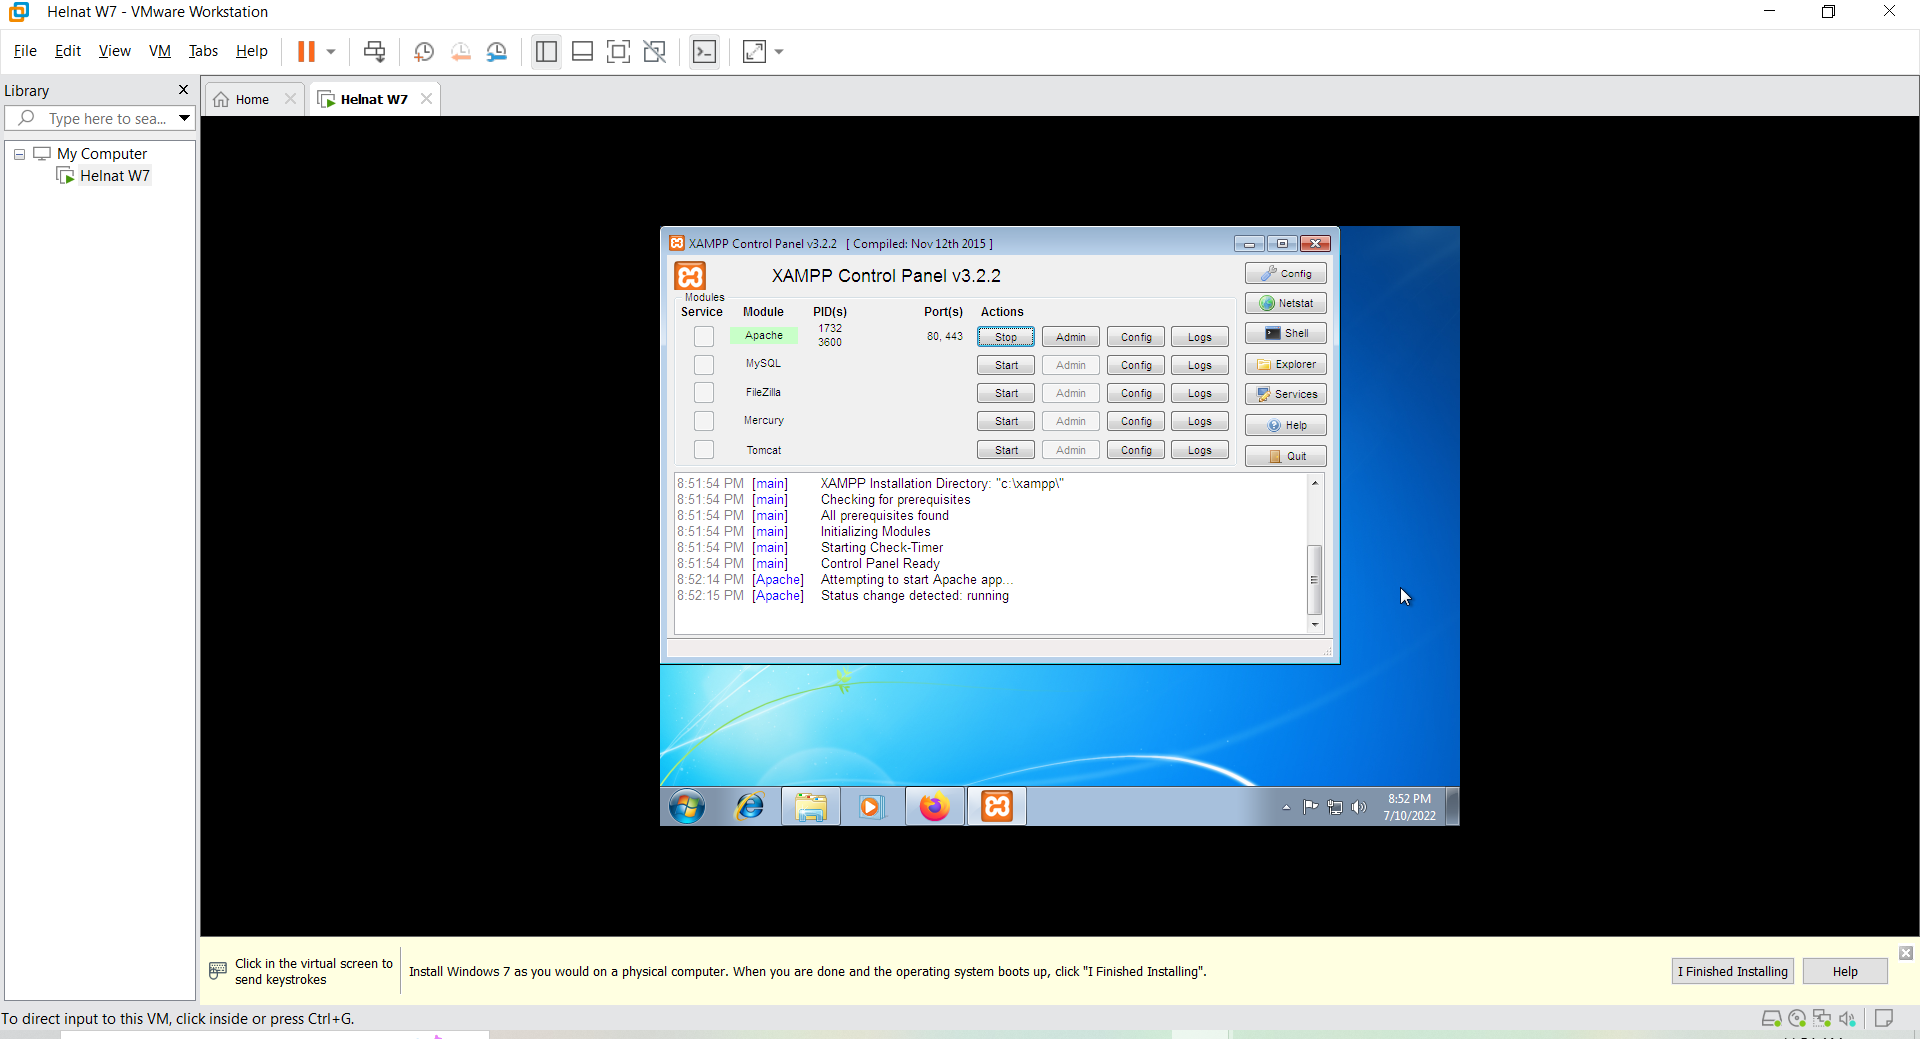 Helnat W7 - VMware Workstation
File Edit View VM Tabs Help
Library
Home
Helnat W7
Type here to sea...
My Computer
Helnat W7
XAMPP Control Panel v3.2.2 [ Compiled: Nov 12th 2015 ]
XAMPP Control Panel v3.2.2
Config
Modules
Service Module PID(s) Port(s) Actions
Netstat
Apache 1732 3600 80, 443 Stop Admin Config Logs
Shell
MySQL Start Admin Config Logs
Explorer
FileZilla Start Admin Config Logs
Services
Mercury Start Admin Config Logs
Help
Tomcat Start Admin Config Logs
Quit
8:51:54 PM [main] XAMPP Installation Directory: "c:\xampp\"
8:51:54 PM [main] Checking for prerequisites
8:51:54 PM [main] All prerequisites found
8:51:54 PM [main] Initializing Modules
8:51:54 PM [main] Starting Check-Timer
8:51:54 PM [main] Control Panel Ready
8:52:14 PM [Apache] Attempting to start Apache app...
8:52:15 PM [Apache] Status change detected: running
8:52 PM
7/10/2022
Click in the virtual screen to
send keystrokes
Install Windows 7 as you would on a physical computer. When you are done and the operating system boots up, click "I Finished Installing".
I Finished Installing
Help
To direct input to this VM, click inside or press Ctrl+G.